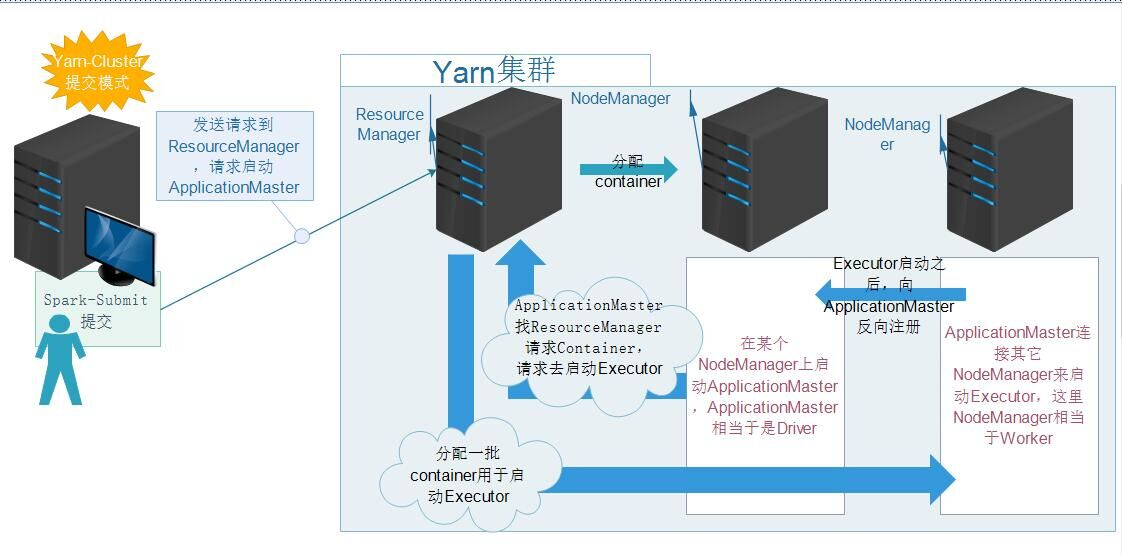 Yarn-Cluster
提交模式
发送请求到
ResourceManager
，请求启动
ApplicationMaster
Spark-Submit
提交
Yarn集群
Resource
Manager
NodeManager
分配
container
NodeManag
er
ApplicationMaster
找ResourceManager
请求Container，
请求去启动Executor
分配一批
container用于启
动Executor
在某个
NodeManager上启
动ApplicationMaster
，ApplicationMaster
相当于是Driver
Executor启动之
后，向
ApplicationMaster
反向注册
ApplicationMaster连
接其它
NodeManager来启
动Executor，这里
NodeManager相当
于Worker